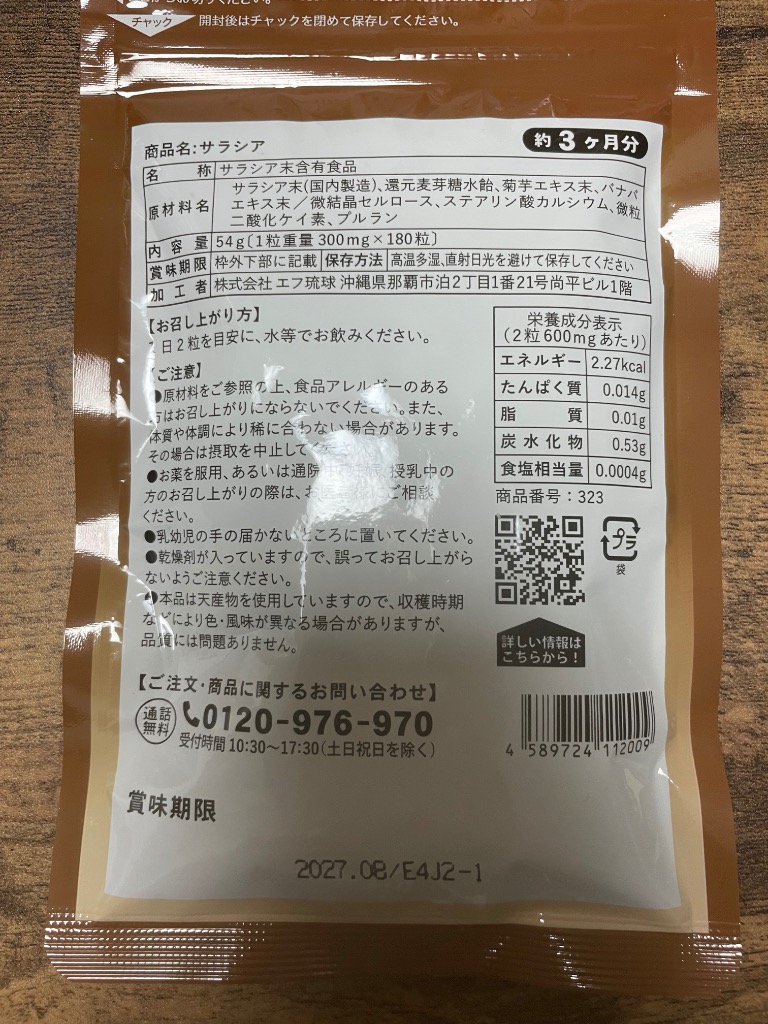 チャック 開封後はチャックを閉めて保存してください。
商品名:サラシア
約3ヶ月分
名称 サラシア末含有食品
原材料名 サラシア末(国内製造)、還元麦芽糖水飴、菊芋エキス末、バナバ
エキス末/微結晶セルロース、ステアリン酸カルシウム、微粒
二酸化ケイ素、プルラン
内容量 54g〔1粒重量 300mg×180粒〕
賞味期限 枠外下部に記載 保存方法 高温多湿、直射日光を避けて保存してください
加工者 株式会社 エフ琉球 沖縄県那覇市泊2丁目1番21号尚平ビル1階
【お召し上がり方】
1日2粒を目安に、水等でお飲みください。
【ご注意】
●原材料をご参照の上、食品アレルギーのある
方はお召し上がりにならないでください。また、
体質や体調により稀に合わない場合があります。
その場合は摂取を中止して
●お薬を服用、あるいは通院 授乳中の
方のお召し上がりの際は、お ご相談
ください。
●乳幼児の手の届かないところに置いてください。
●乾燥剤が入っていますので、誤ってお召し上がら
ないようご注意ください。
●本品は天産物を使用していますので、収穫時期
などにより色・風味が異なる場合がありますが、
品質には問題ありません。
栄養成分表示
(2粒600mgあたり)
エネルギー 2.27kcal
たんぱく質 0.014g
脂質 0.01g
炭水化物 0.53g
食塩相当量 0.0004g
商品番号:323
プラ
袋
詳しい情報は
こちらから!
【ご注文・商品に関するお問い合わせ】
通話無料 0120-976-970
受付時間 10:30~17:30(土日祝日を除く)
4 589724 112009
賞味期限
2027.08/E4J2-1